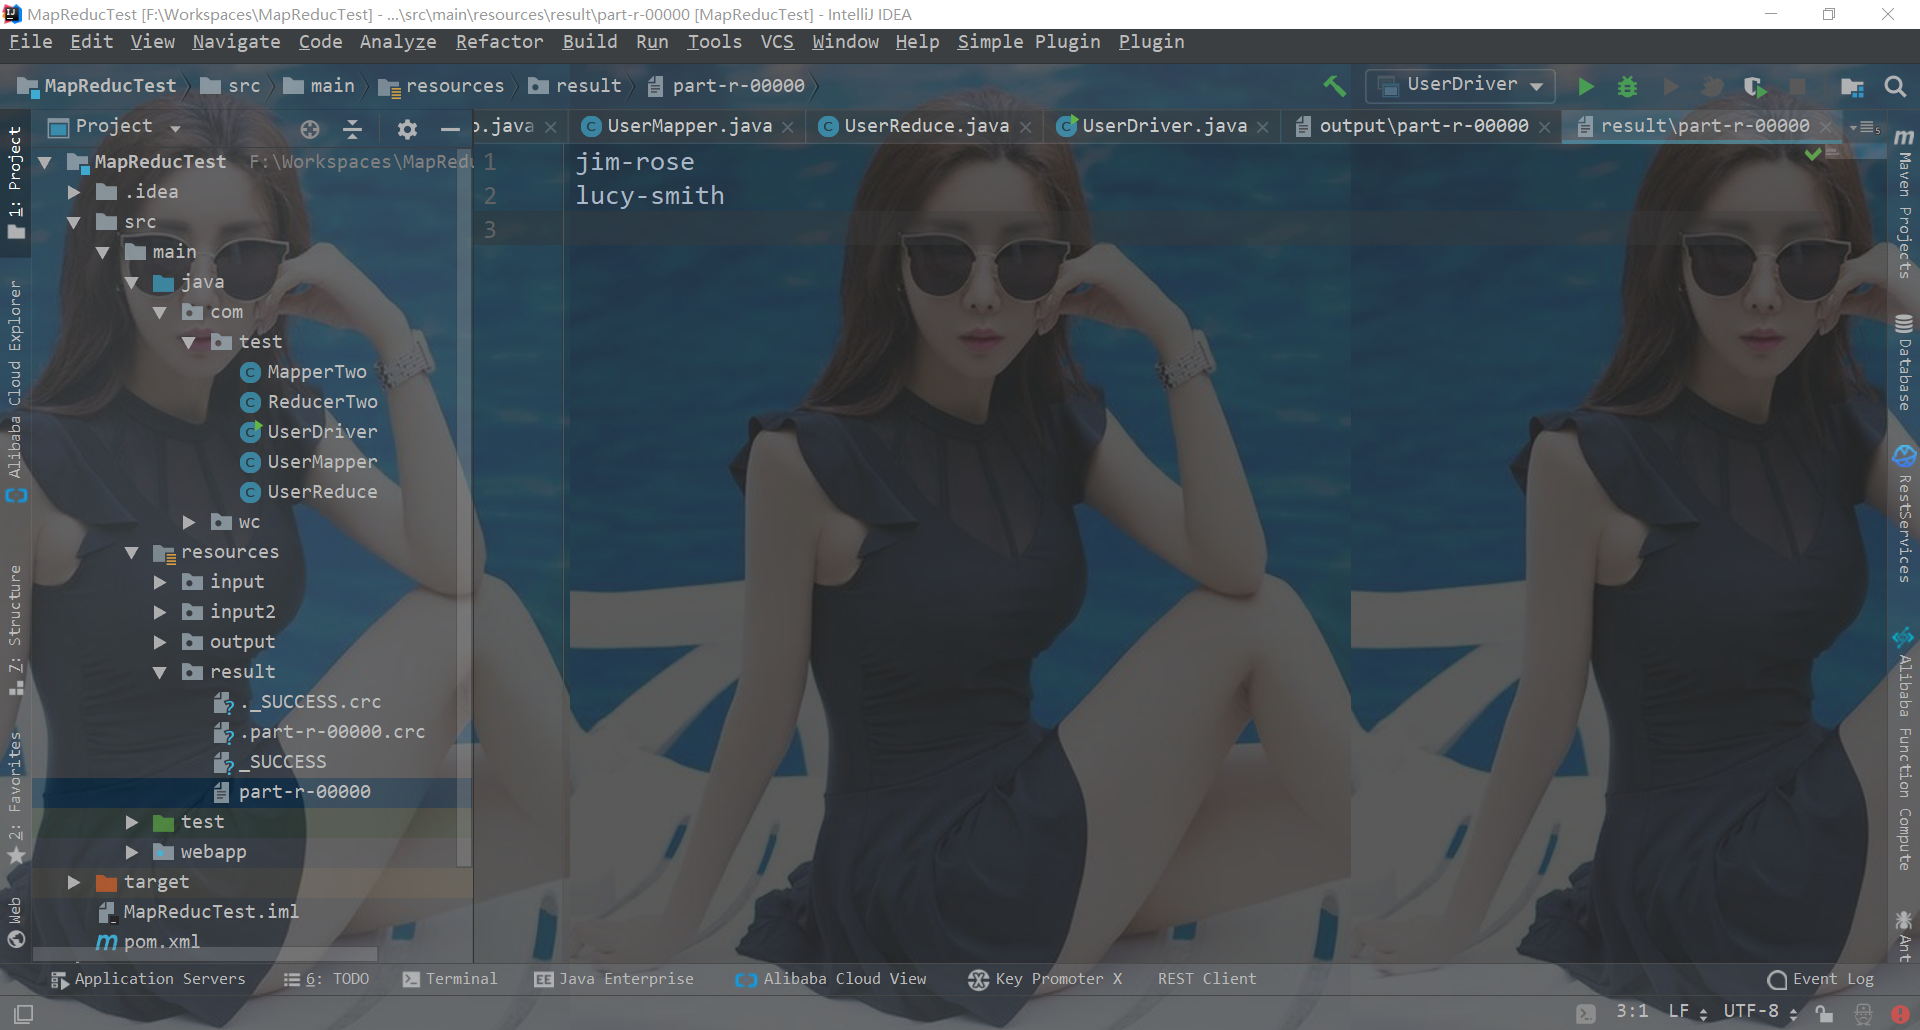 MapReducTest [F:\Workspaces\MapReducTest] - ...\src\main\resources\result\part-r-00000 [MapReducTest] - IntelliJ IDEA
File Edit View Navigate Code Analyze Refactor Build Run Tools VCS Window Help Simple Plugin Plugin
MapReducTest src main resources result part-r-00000 UserDriver
Project
p.java UserMapper.java UserReduce.java UserDriver.java output\part-r-00000 result\part-r-00000
MapReducTest F:\Workspaces\MapRedu
.idea
src
main
java
com
test
MapperTwo
ReducerTwo
UserDriver
UserMapper
UserReduce
wc
resources
input
input2
output
result
._SUCCESS.crc
.part-r-00000.crc
_SUCCESS
part-r-00000
test
webapp
target
MapReducTest.iml
pom.xml
1 jim-rose
2 lucy-smith
3
1: Project
Alibaba Cloud Explorer
Z: Structure
2: Favorites
Web
Maven Projects
Database
RestServices
Alibaba Function Compute
Ant
Application Servers 6: TODO Terminal Java Enterprise Alibaba Cloud View Key Promoter X REST Client Event Log
3:1 LF UTF-8